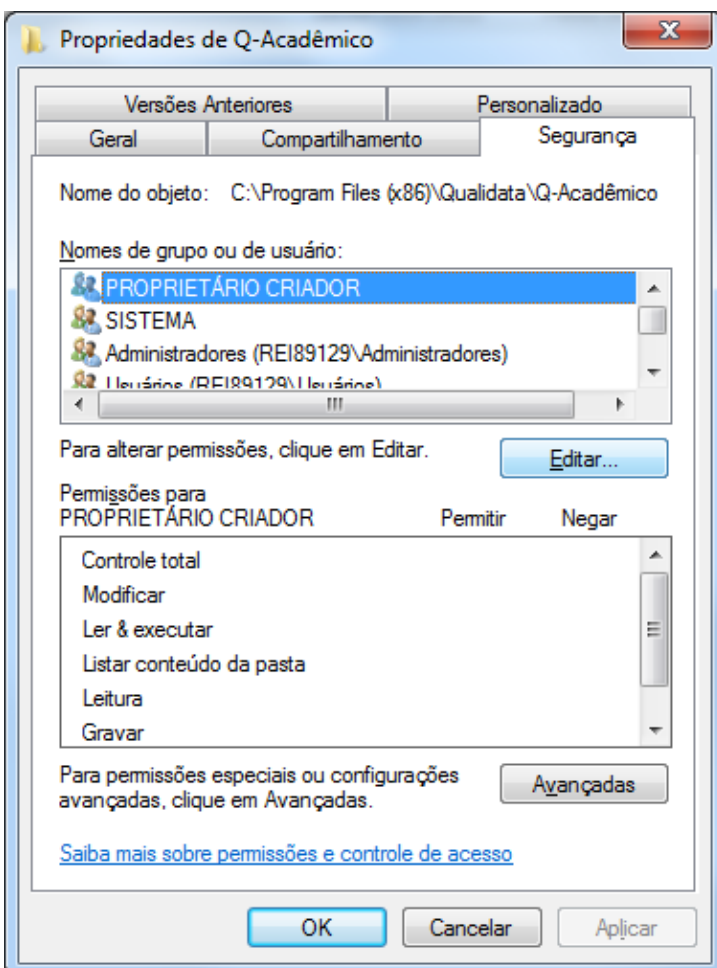 Propriedades de Q-Acadêmico
Versões Anteriores Personalizado
Geral Compartilhamento Segurança
Nome do objeto: C:\Program Files (x86)\Qualidata\Q-Acadêmico
Nomes de grupo ou de usuário:
PROPRIETÁRIO CRIADOR
SISTEMA
Administradores (REI89129\Administradores)
Usuários (REI89129\Usuários)
Para alterar permissões, clique em Editar.
Editar...
Permissões para
PROPRIETÁRIO CRIADOR Permitir Negar
Controle total
Modificar
Ler & executar
Listar conteúdo da pasta
Leitura
Gravar
Para permissões especiais ou configurações
avançadas, clique em Avançadas.
Avançadas
Saiba mais sobre permissões e controle de acesso
OK Cancelar Aplicar